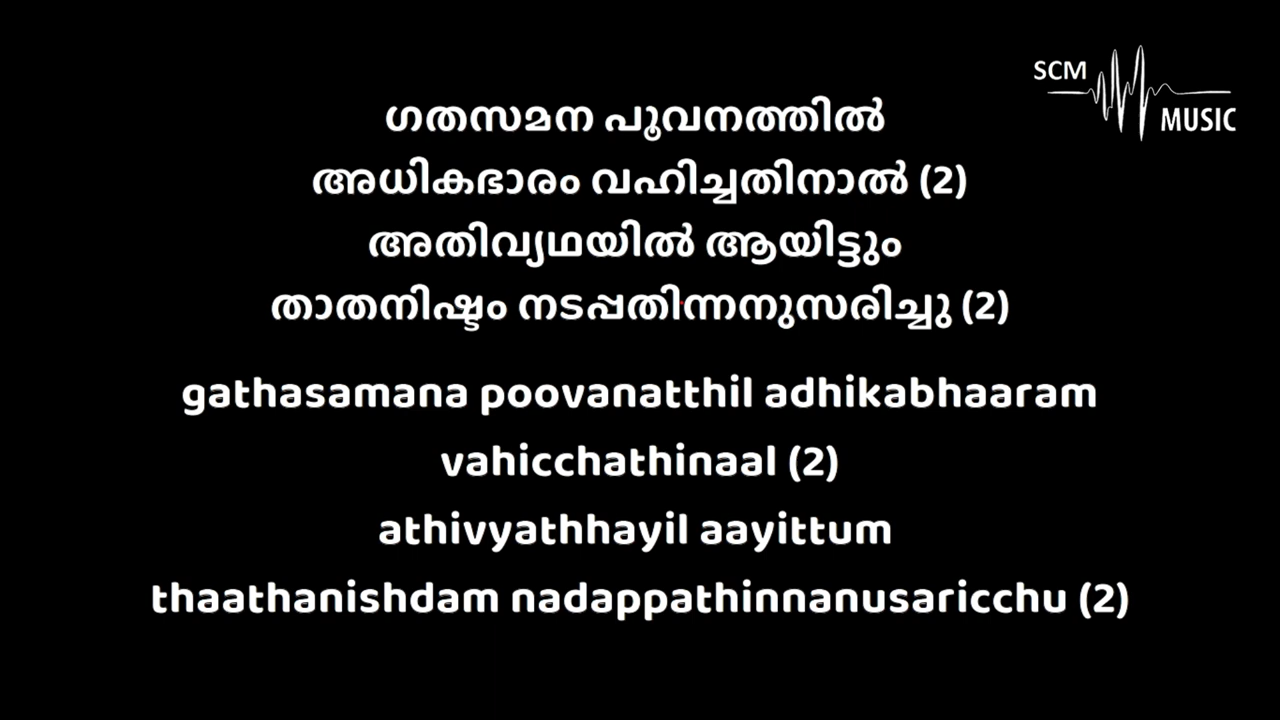 SCM
MUSIC
ഗതസമന പൂവനത്തിൽ
അധികഭാരം വഹിച്ചതിനാൽ (2)
അതിവ്യഥയിൽ ആയിട്ടും
താതനിഷ്ടം നടപ്പതിന്നനുസരിച്ചു (2)
gathasamana poovanatthil adhikabhaaram
vahicchathinaal (2)
athivyathhayil aayittum
thaathanishdam nadappathinnanusaricchu (2)